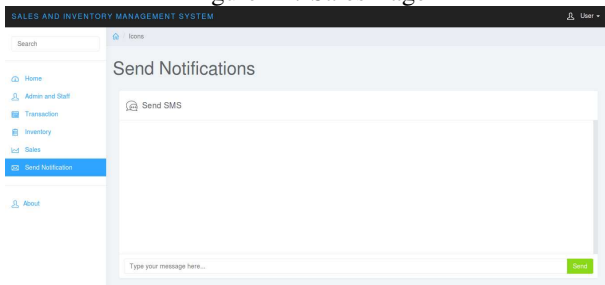 SALES AND INVENTORY MANAGEMENT SYSTEM
User
Search
Icons
Send Notifications
Home
Admin and Staff
Transaction
Inventory
Sales
Send Notification
About
Send SMS
Type your message here...
Send